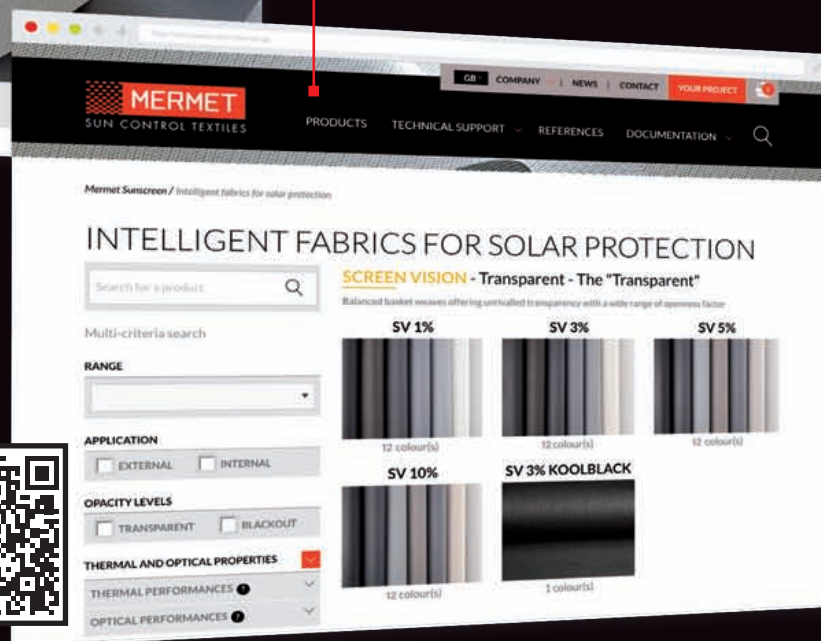 GB
COMPANY
NEWS
CONTACT
YOUR PROJECT
0
MERMET
SUN CONTROL TEXTILES
PRODUCTS
TECHNICAL SUPPORT
REFERENCES
DOCUMENTATION
Mermet Sunscreen / Intelligent fabrics for solar protection
INTELLIGENT FABRICS FOR SOLAR PROTECTION
Search for a product
Multi-criteria search
RANGE
APPLICATION
EXTERNAL
INTERNAL
OPACITY LEVELS
TRANSPARENT
BLACKOUT
THERMAL AND OPTICAL PROPERTIES
THERMAL PERFORMANCES ?
OPTICAL PERFORMANCES ?
SCREEN VISION - Transparent - The "Transparent"
Balanced basket weaves offering unrivalled transparency with a wide range of openness factor
SV 1%
12 colour(s)
SV 3%
12 colour(s)
SV 5%
12 colour(s)
SV 10%
12 colour(s)
SV 3% KOOLBLACK
1 colour(s)